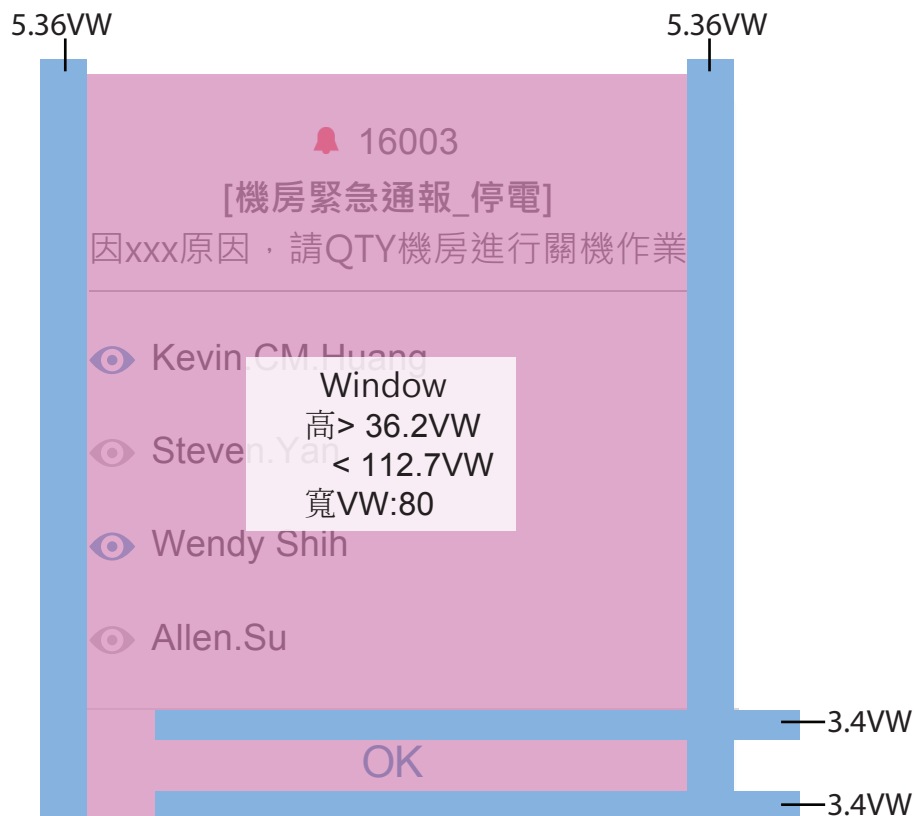 5.36VW
5.36VW
16003
[機房緊急通報_停電]
因xxx原因，請QTY機房進行關機作業
Kevin.CM.Huang
Window
高> 36.2VW
< 112.7VW
寬VW:80
Steven.Yan
Wendy Shih
Allen.Su
3.4VW
OK
3.4VW